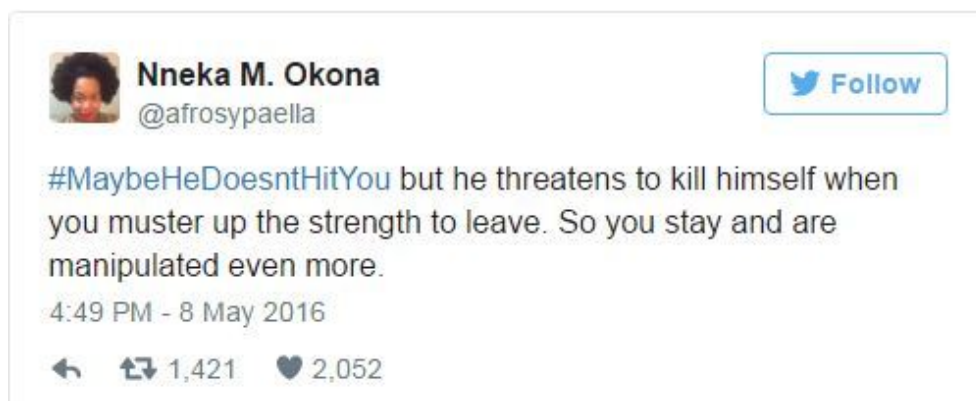 Nneka M. Okona
Follow
@afrosypaella
#MaybeHeDoesntHitYou but he threatens to kill himself when
you muster up the strength to leave. So you stay and are
manipulated even more.
4:49 PM - 8 May 2016
1,421 2,052